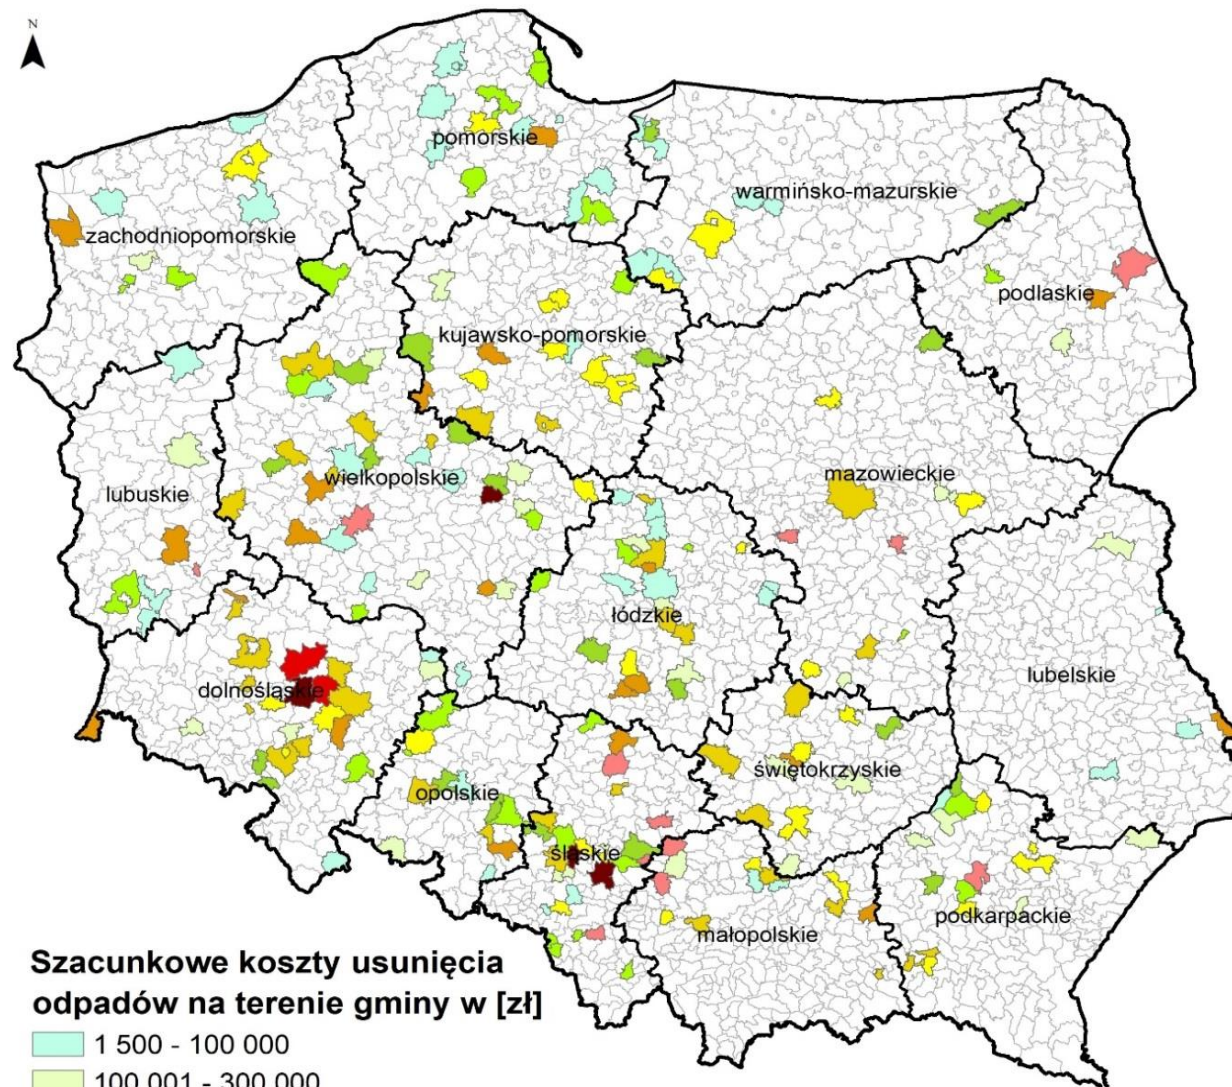 N
pomorskie
warmińsko-mazurskie
zachodniopomorskie
podlaskie
kujawsko-pomorskie
mazowieckie
wielkopolskie
lubuskie
łódzkie
lubelskie
dolnośląskie
świętokrzyskie
opolskie
śląskie
podkarpackie
małopolskie
Szacunkowe koszty usunięcia
odpadów na terenie gminy w [zł]
1 500 - 100 000
100 001 - 300 000